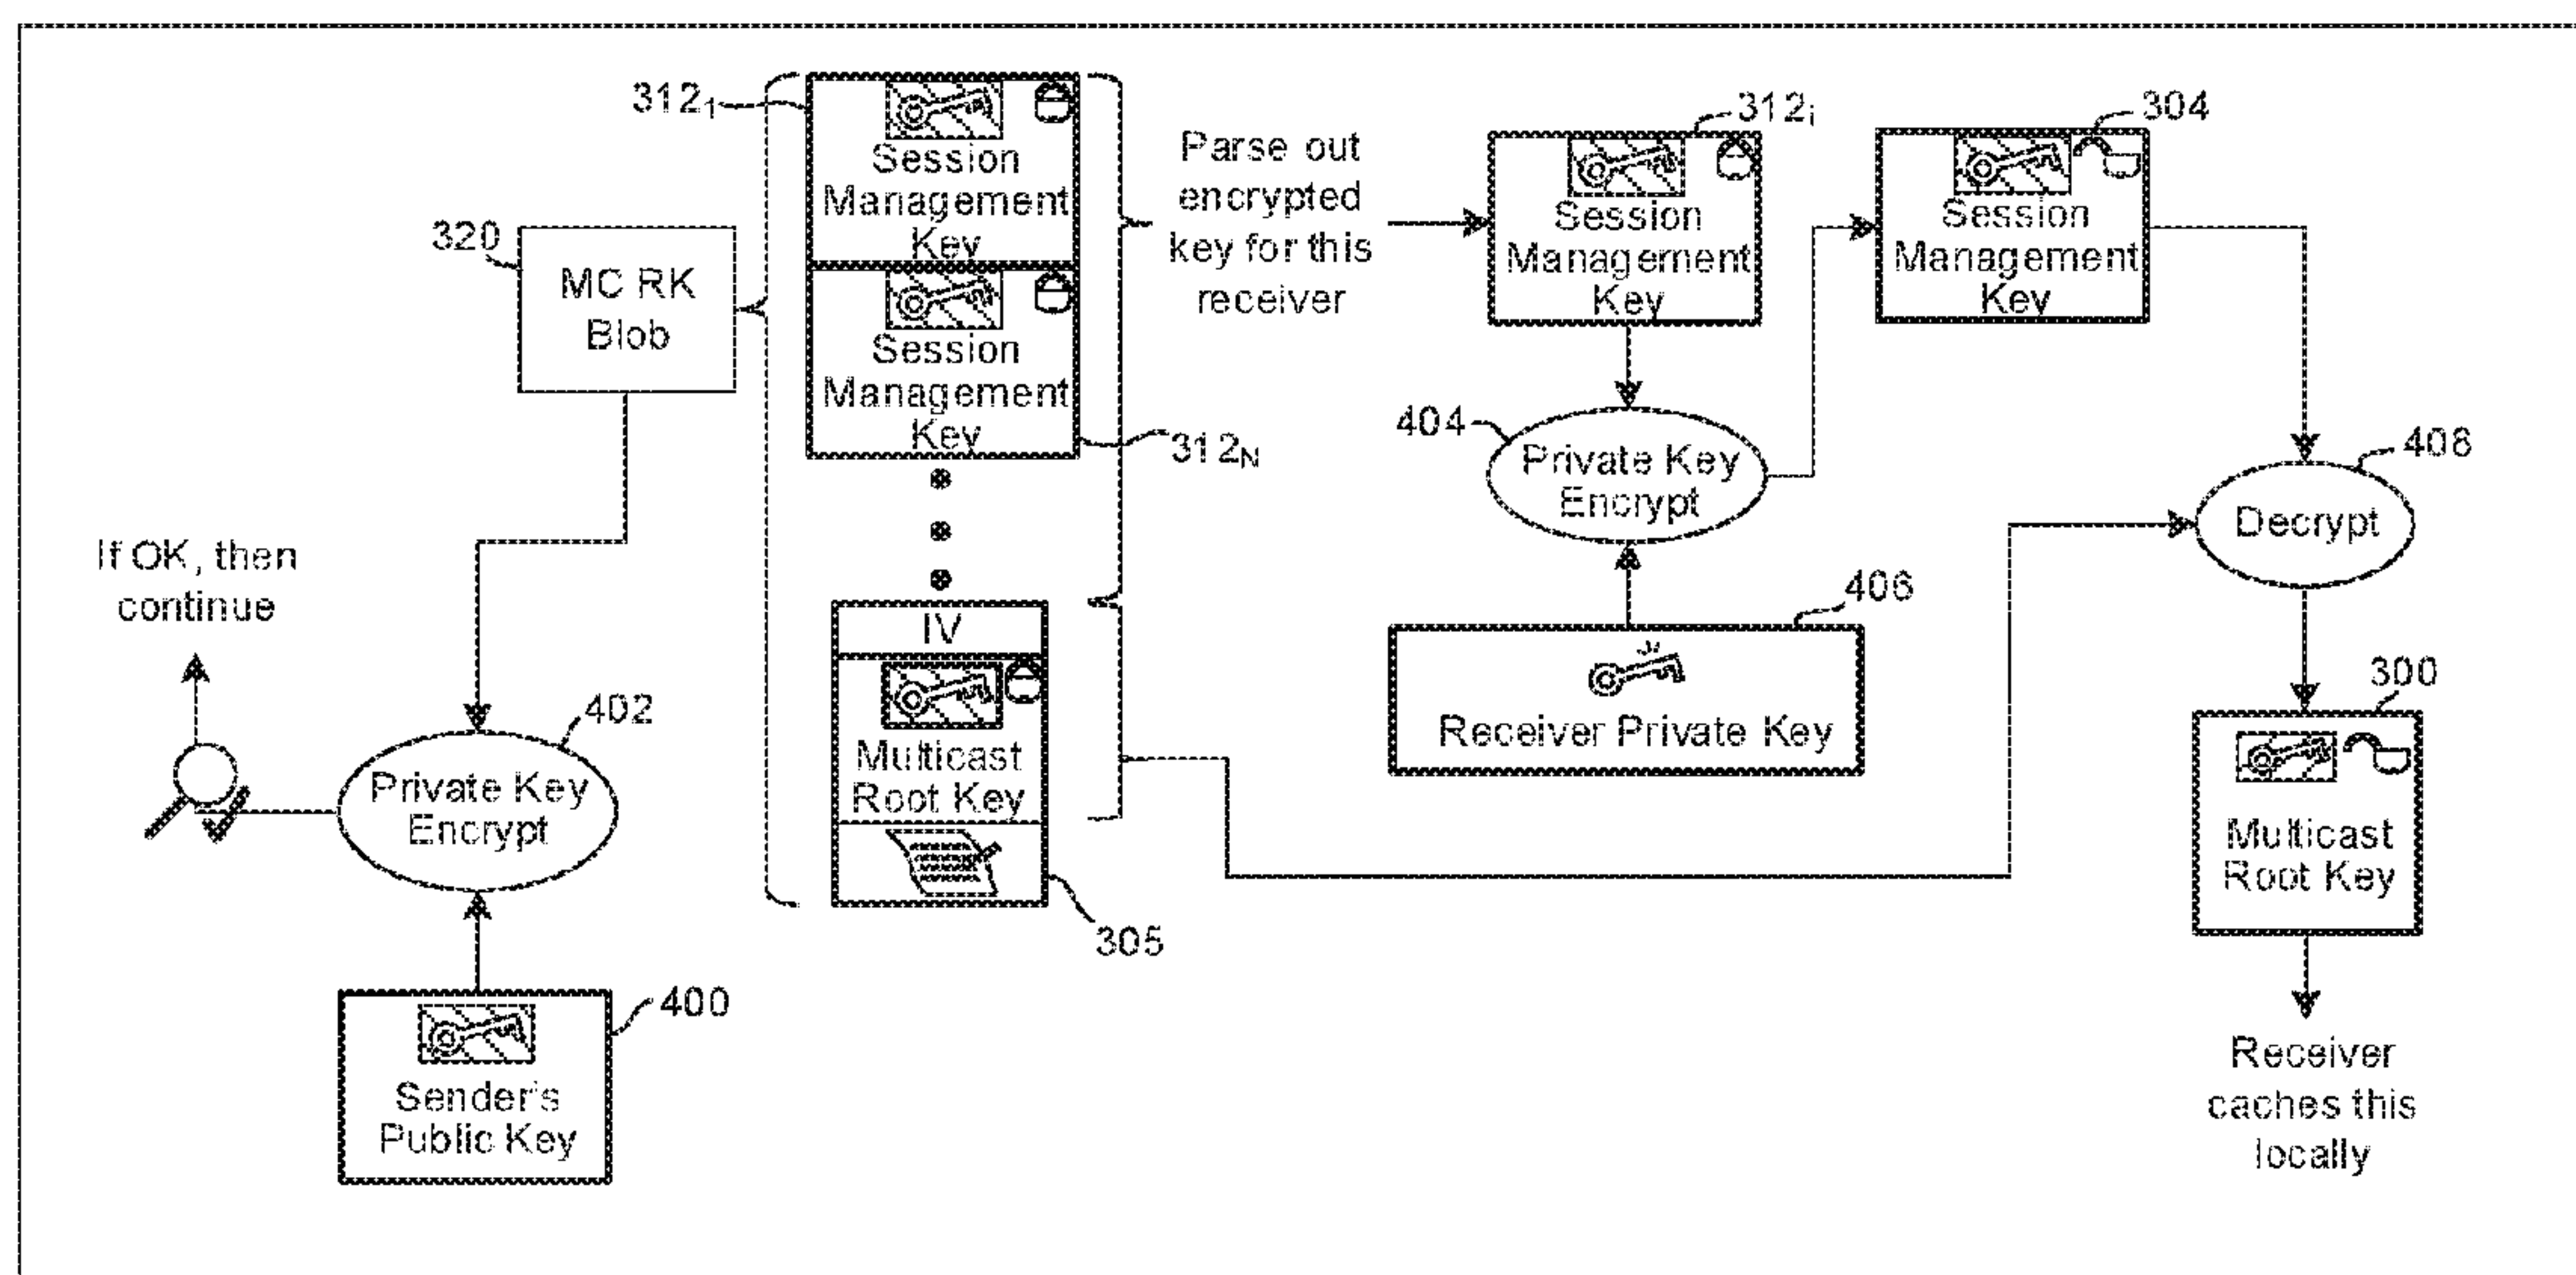 312₁
Session
Management
Key
Session
Management
Key
312N
320
MC RK
Blob
Parse out
encrypted
key for this
receiver
312i
Session
Management
Key
304
Session
Management
Key
404
Private Key
Encrypt
408
Decrypt
If OK, then
continue
IV
Multicast
Root Key
305
406
Receiver Private Key
300
Multicast
Root Key
402
Private Key
Encrypt
400
Sender's
Public Key
Receiver
caches this
locally